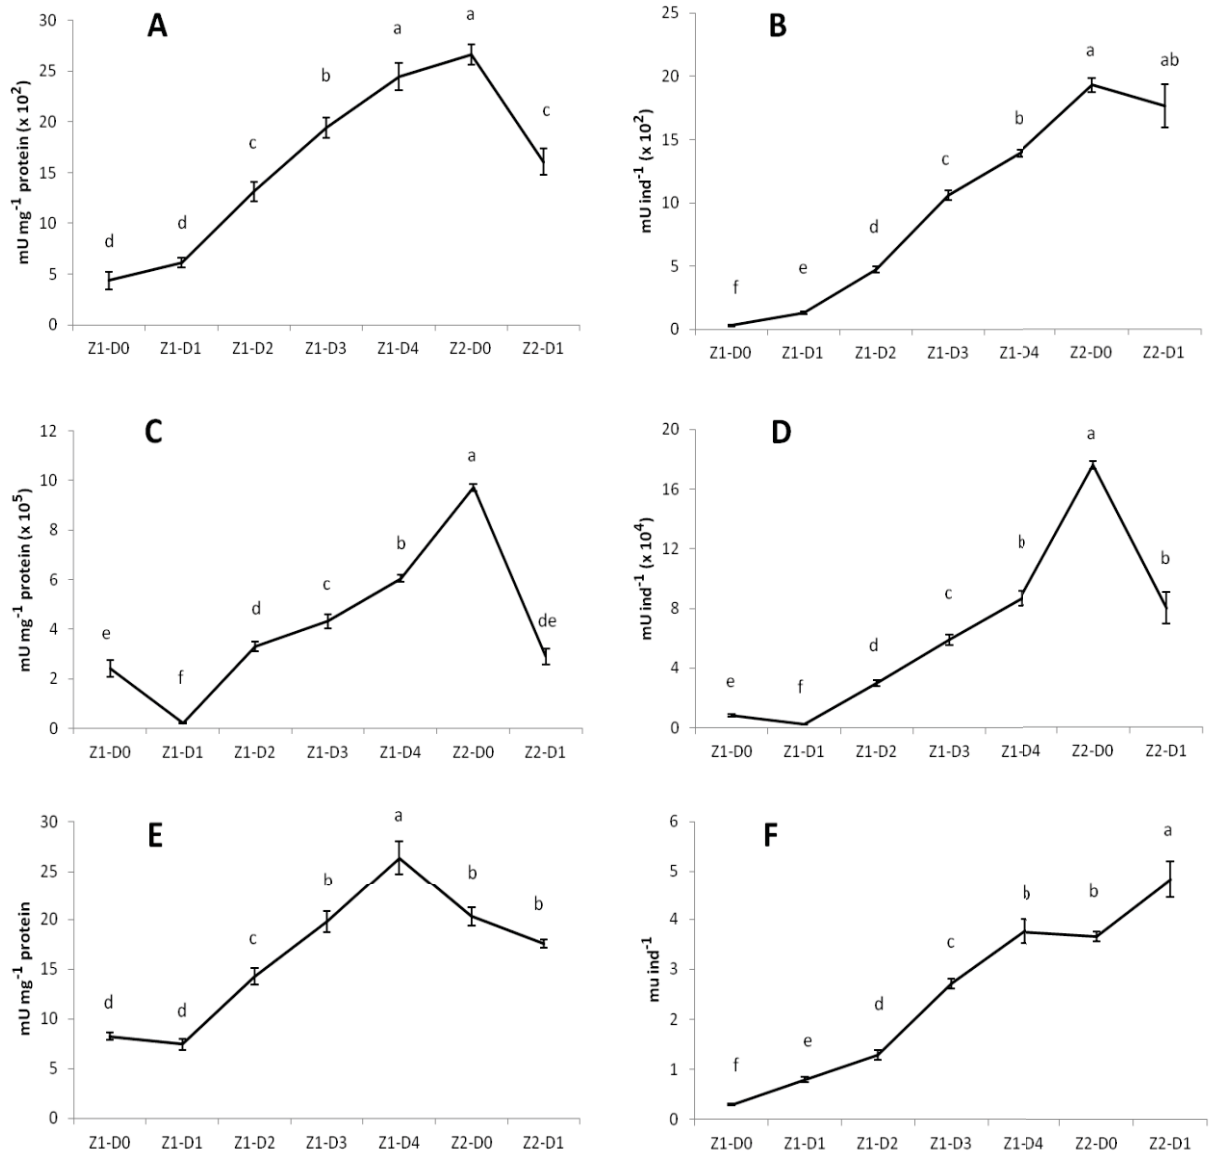 A
mU mg⁻¹ protein (x 10²)
30
25
20
15
10
5
0
d
d
c
b
a
a
c
Z1-D0 Z1-D1 Z1-D2 Z1-D3 Z1-D4 Z2-D0 Z2-D1
B
mU ind⁻¹ (x 10²)
25
20
15
10
5
0
f
e
d
c
b
a
ab
Z1-D0 Z1-D1 Z1-D2 Z1-D3 Z1-D4 Z2-D0 Z2-D1
C
mU mg⁻¹ protein (x 10⁵)
12
10
8
6
4
2
0
e
f
d
c
b
a
de
Z1-D0 Z1-D1 Z1-D2 Z1-D3 Z1-D4 Z2-D0 Z2-D1
D
mU ind⁻¹ (x 10⁴)
20
16
12
8
4
0
e
f
d
c
b
a
b
Z1-D0 Z1-D1 Z1-D2 Z1-D3 Z1-D4 Z2-D0 Z2-D1
E
mU mg⁻¹ protein
30
25
20
15
10
5
0
d
d
c
b
a
b
b
Z1-D0 Z1-D1 Z1-D2 Z1-D3 Z1-D4 Z2-D0 Z2-D1
F
mu ind⁻¹
6
5
4
3
2
1
0
f
e
d
c
b
b
a
Z1-D0 Z1-D1 Z1-D2 Z1-D3 Z1-D4 Z2-D0 Z2-D1